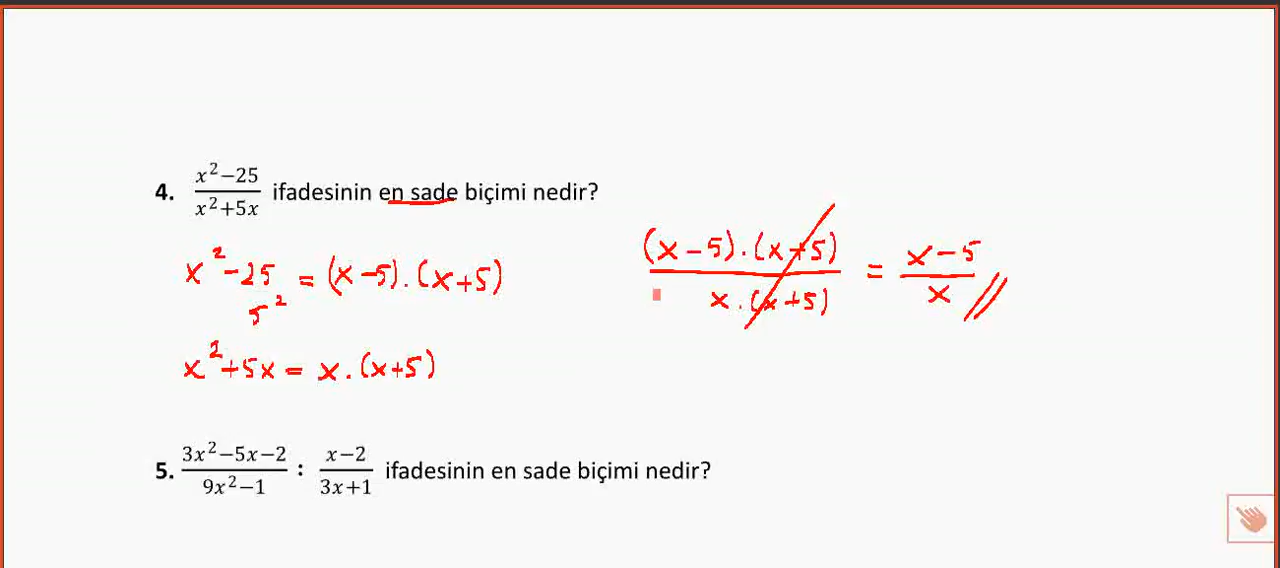 4. x²−25 / x²+5x ifadesinin en sade biçimi nedir?
x² - 25 = (x - 5) . (x + 5)
5²
x² + 5x = x . (x + 5)
(x - 5) . (x + 5) / x . (x + 5) = x - 5 / x //
5. 3x²−5x−2 / 9x²−1 : x−2 / 3x+1 ifadesinin en sade biçimi nedir?